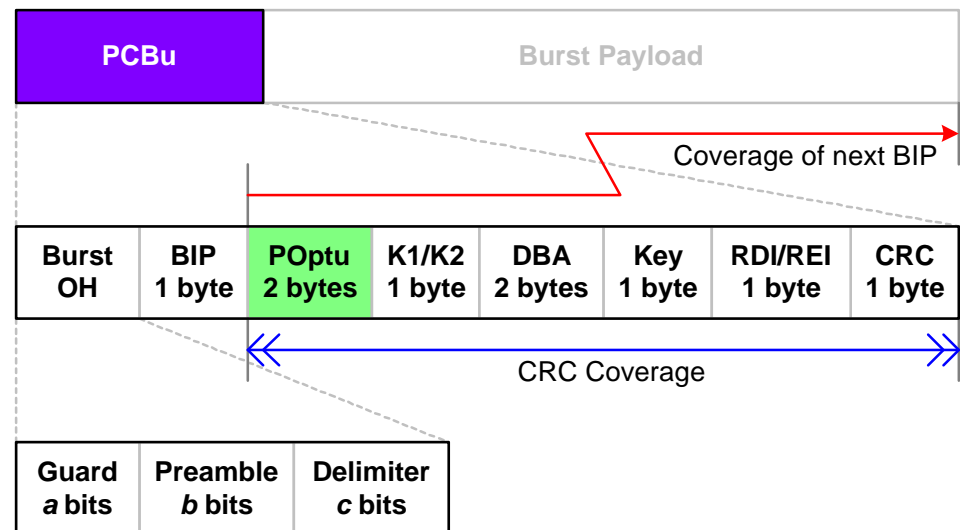 PCBu
Burst Payload
Coverage of next BIP
Burst OH
BIP 1 byte
POptu 2 bytes
K1/K2 1 byte
DBA 2 bytes
Key 1 byte
RDI/REI 1 byte
CRC 1 byte
CRC Coverage
Guard a bits
Preamble b bits
Delimiter c bits